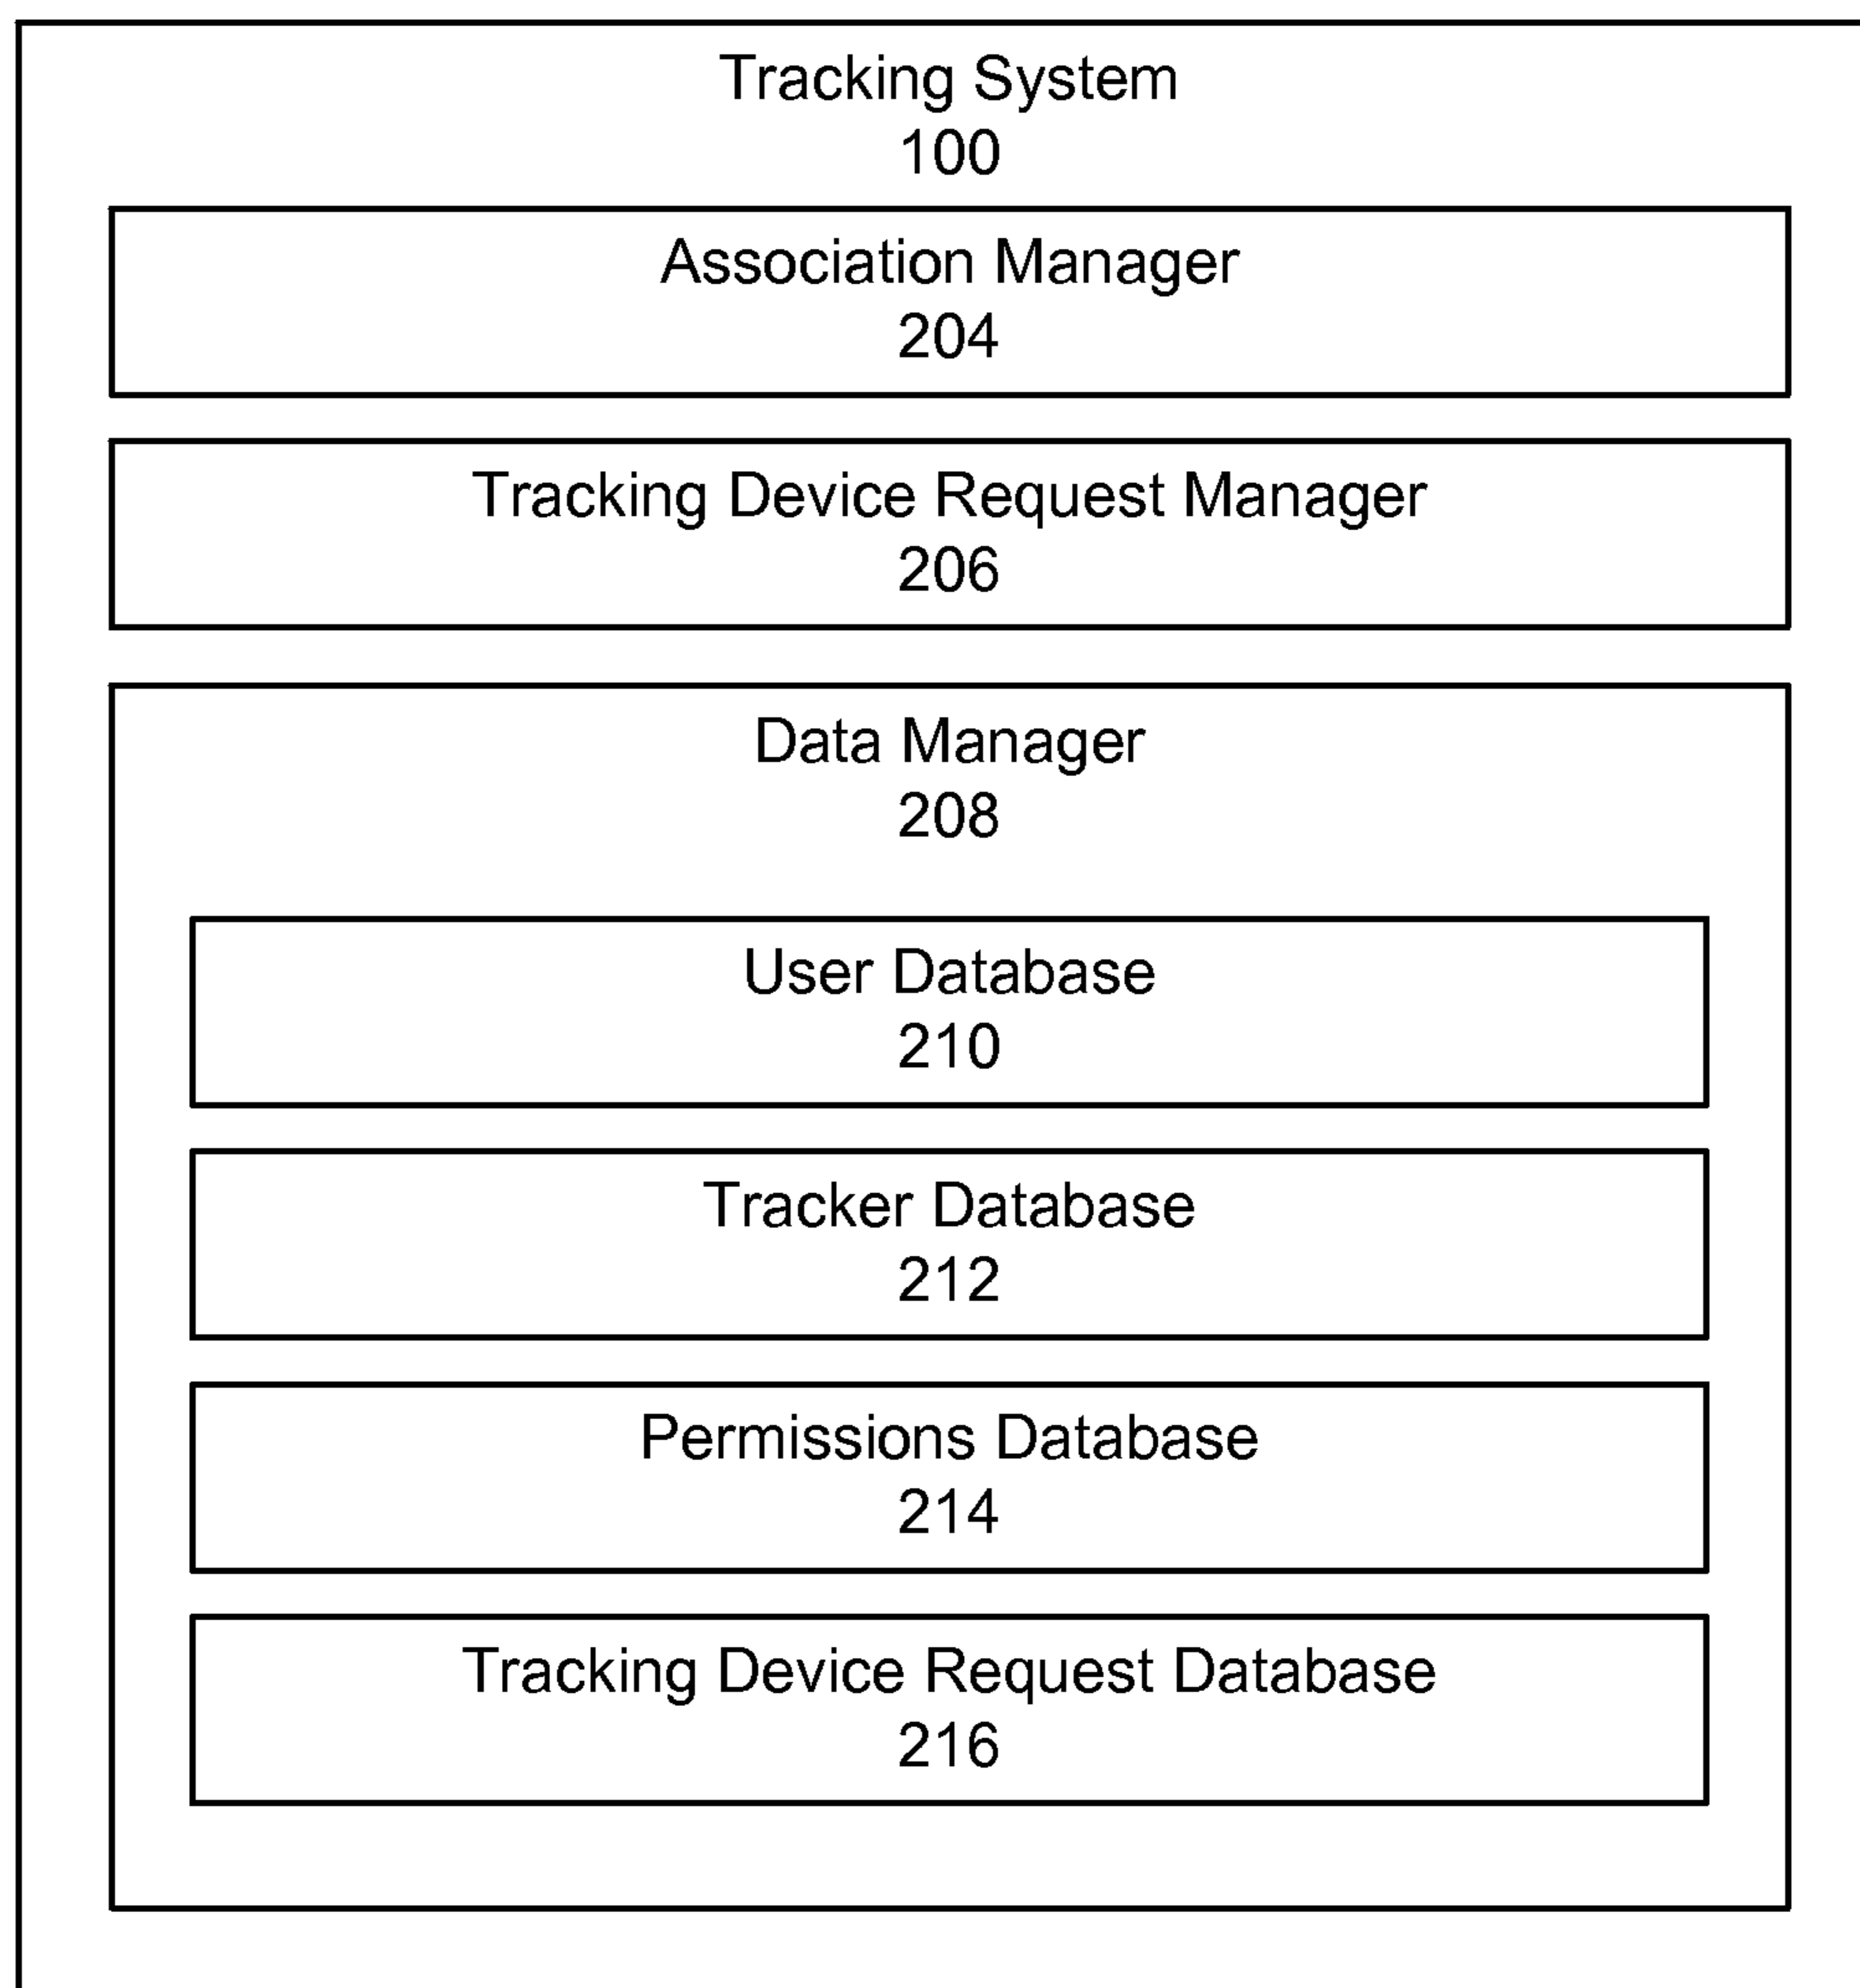 Tracking System
100
Association Manager
204
Tracking Device Request Manager
206
Data Manager
208
User Database
210
Tracker Database
212
Permissions Database
214
Tracking Device Request Database
216